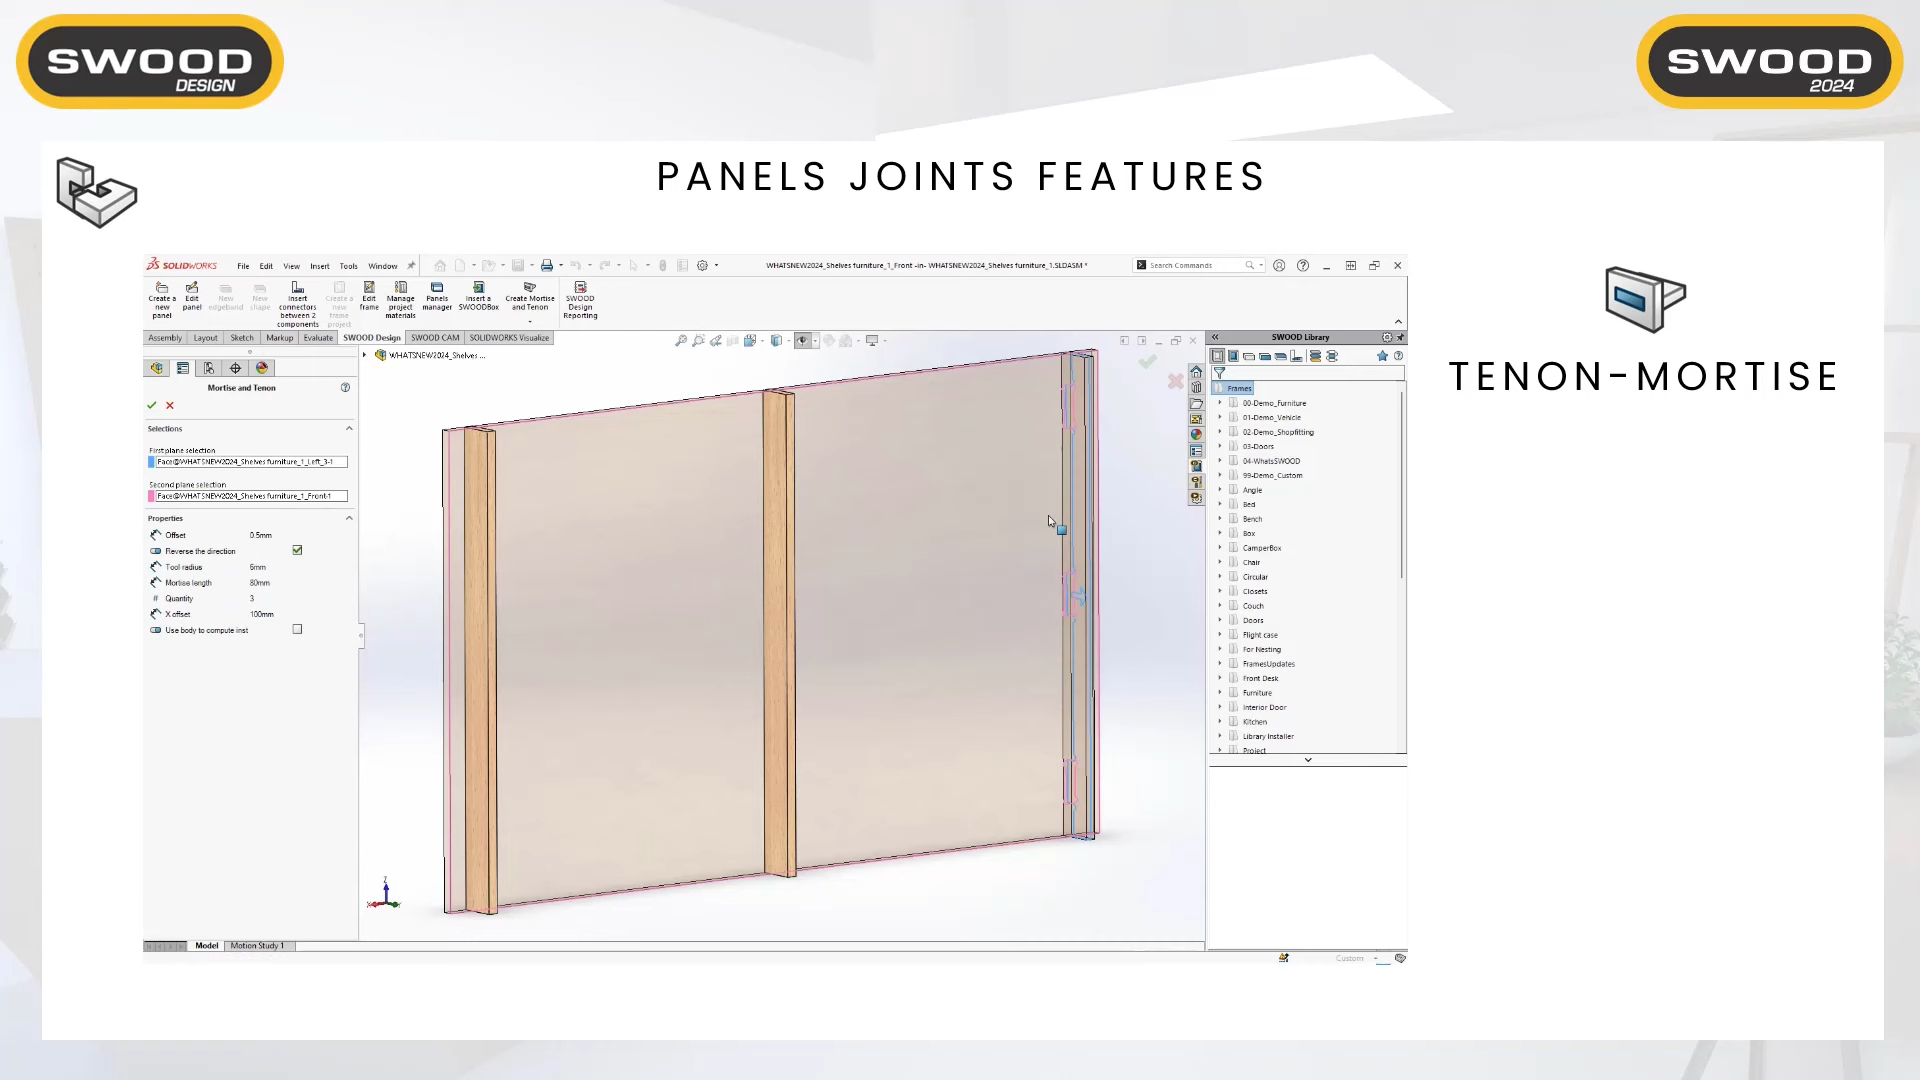 SWOOD
DESIGN
SWOOD
2024
PANELS JOINTS FEATURES
TENON-MORTISE
SOLIDWORKS
File Edit View Insert Tools Window
WHATSNEW2024_Shelves furniture_1_Front -in- WHATSNEW2024_Shelves furniture_1.SLDASM *
Search Commands
Create a new panel
Edit panel
New edgeband
New shape
Insert connectors between 2 components
Create a new frame project
Edit frame
Manage project materials
Panels manager
Insert a SWOODBox
Create Mortise and Tenon
SWOOD Design Reporting
Assembly Layout Sketch Markup Evaluate SWOOD Design SWOOD CAM SOLIDWORKS Visualize
WHATSNEW2024_Shelves ...
Mortise and Tenon
Selections
First plane selection
Face@WHATSNEW2024_Shelves furniture_1_Left_3-1
Second plane selection
Face@WHATSNEW2024_Shelves furniture_1_Front-1
Properties
Offset 0.5mm
Reverse the direction
Tool radius 6mm
Mortise length 80mm
# Quantity 3
X offset 100mm
Use body to compute inst
Z
Model Motion Study 1
SWOOD Library
Frames
00-Demo_Furniture
01-Demo_Vehicle
02-Demo_Shopfitting
03-Doors
04-WhatsSWOOD
99-Demo_Custom
Angle
Bed
Bench
Box
CamperBox
Chair
Circular
Closets
Couch
Doors
Flight case
For Nesting
FramesUpdates
Front Desk
Furniture
Interior Door
Kitchen
Library Installer
Project
Custom